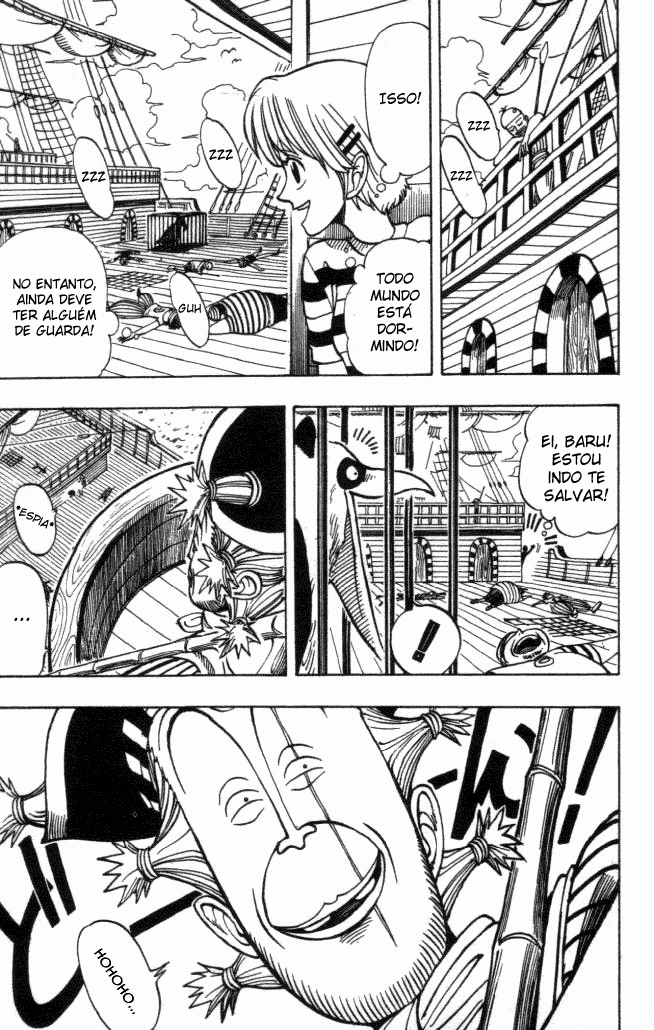 ZZZ
ZZZ
ISSO!
TODO
MUNDO
ESTÁ
DOR-
MINDO!
ZZZ
ZZZ
GUH
NO ENTANTO,
AINDA DEVE
TER ALGUÉM
DE GUARDA!
EI, BARU!
ESTOU
INDO TE
SALVAR!
!
*ESPIA*
...
HOHOHO...